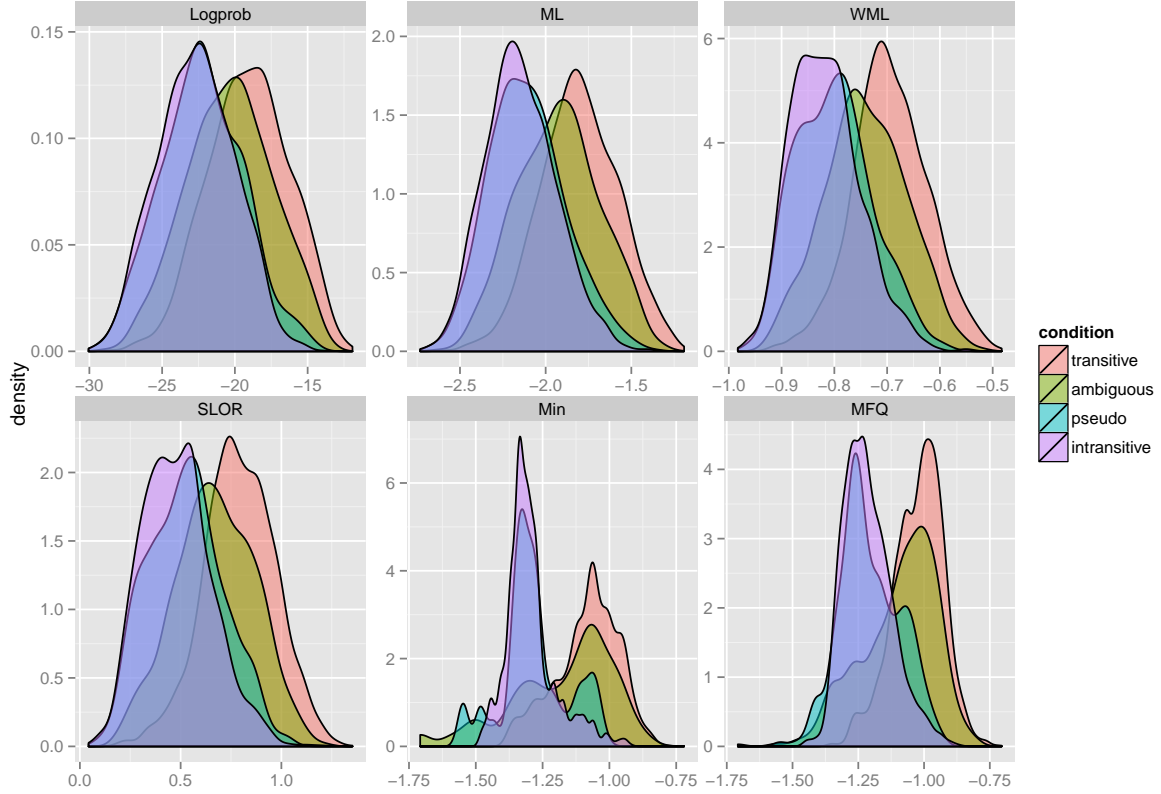 Logprob ML WML
0.15 2.0 6
0.10 1.5 4
0.05 1.0 2
0.00 0.5 0
0.0
−30 −25 −20 −15 −2.5 −2.0 −1.5 −1.0 −0.9 −0.8 −0.7 −0.6 −0.5
density
SLOR Min MFQ
2.0 6 4
1.5 4 3
1.0 2 2
0.5 0 1
0.0 0
0.0 0.5 1.0 −1.75 −1.50 −1.25 −1.00 −0.75 −1.75 −1.50 −1.25 −1.00 −0.75
condition
transitive
ambiguous
pseudo
intransitive